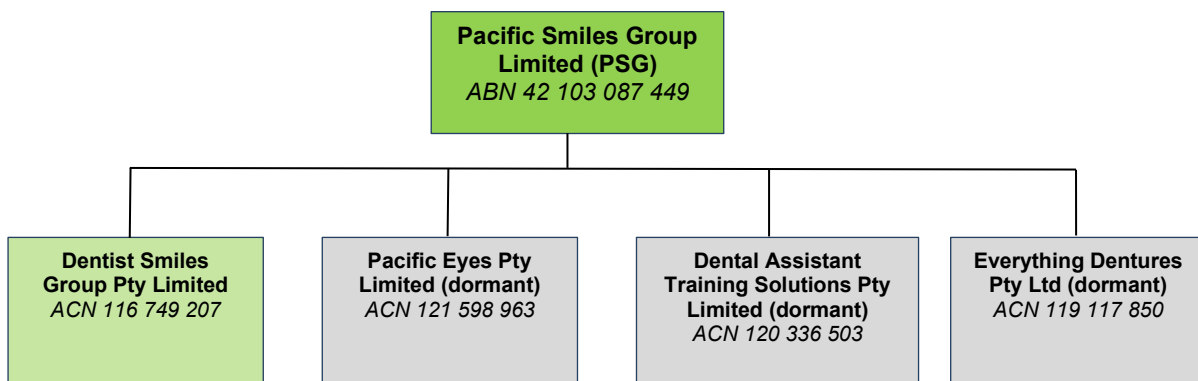 Pacific Smiles Group
Limited (PSG)
ABN 42 103 087 449
Dentist Smiles
Group Pty Limited
ACN 116 749 207
Pacific Eyes Pty
Limited (dormant)
ACN 121 598 963
Dental Assistant
Training Solutions Pty
Limited (dormant)
ACN 120 336 503
Everything Dentures
Pty Ltd (dormant)
ACN 119 117 850